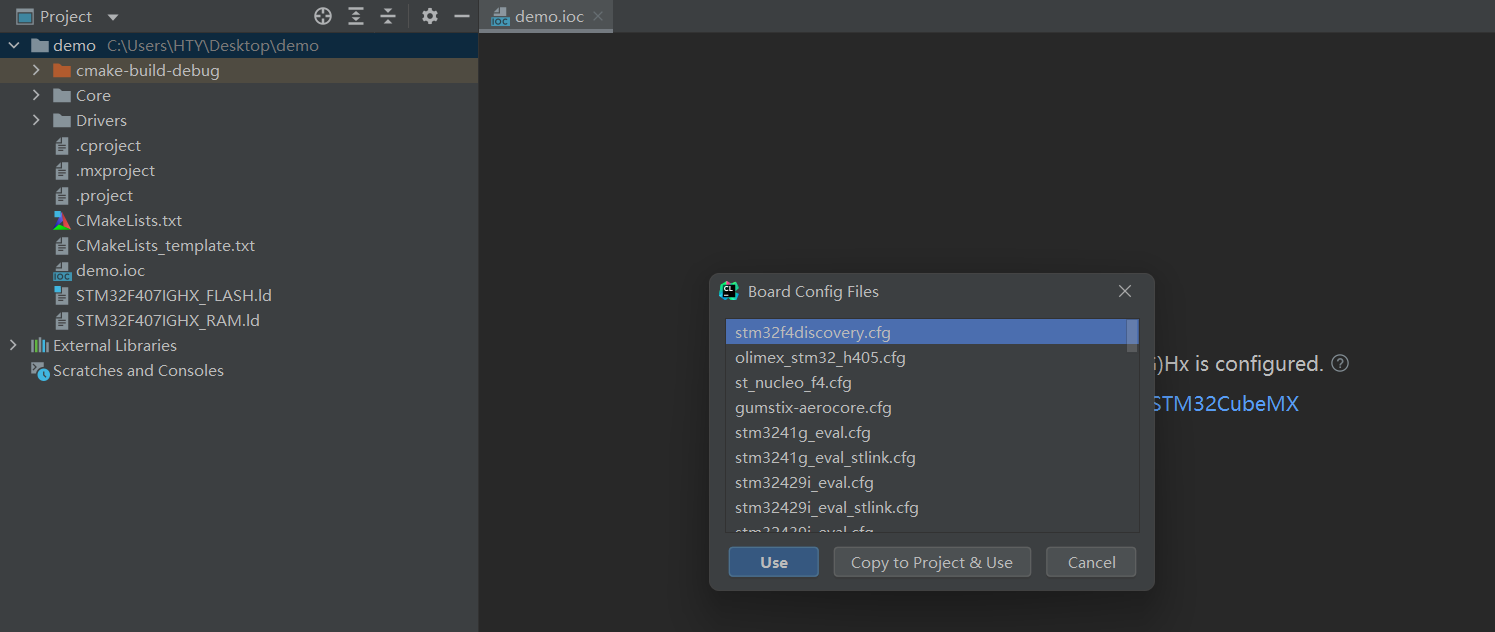 Project
demo.ioc
demo C:\Users\HTY\Desktop\demo
cmake-build-debug
Core
Drivers
.cproject
.mxproject
.project
CMakeLists.txt
CMakeLists_template.txt
demo.ioc
STM32F407IGHX_FLASH.ld
STM32F407IGHX_RAM.ld
External Libraries
Scratches and Consoles
Board Config Files
stm32f4discovery.cfg
olimex_stm32_h405.cfg
st_nucleo_f4.cfg
gumstix-aerocore.cfg
stm3241g_eval.cfg
stm3241g_eval_stlink.cfg
stm32429i_eval.cfg
stm32429i_eval_stlink.cfg
stm32439i_eval.cfg
Use
Copy to Project & Use
Cancel
)Hx is configured.
STM32CubeMX